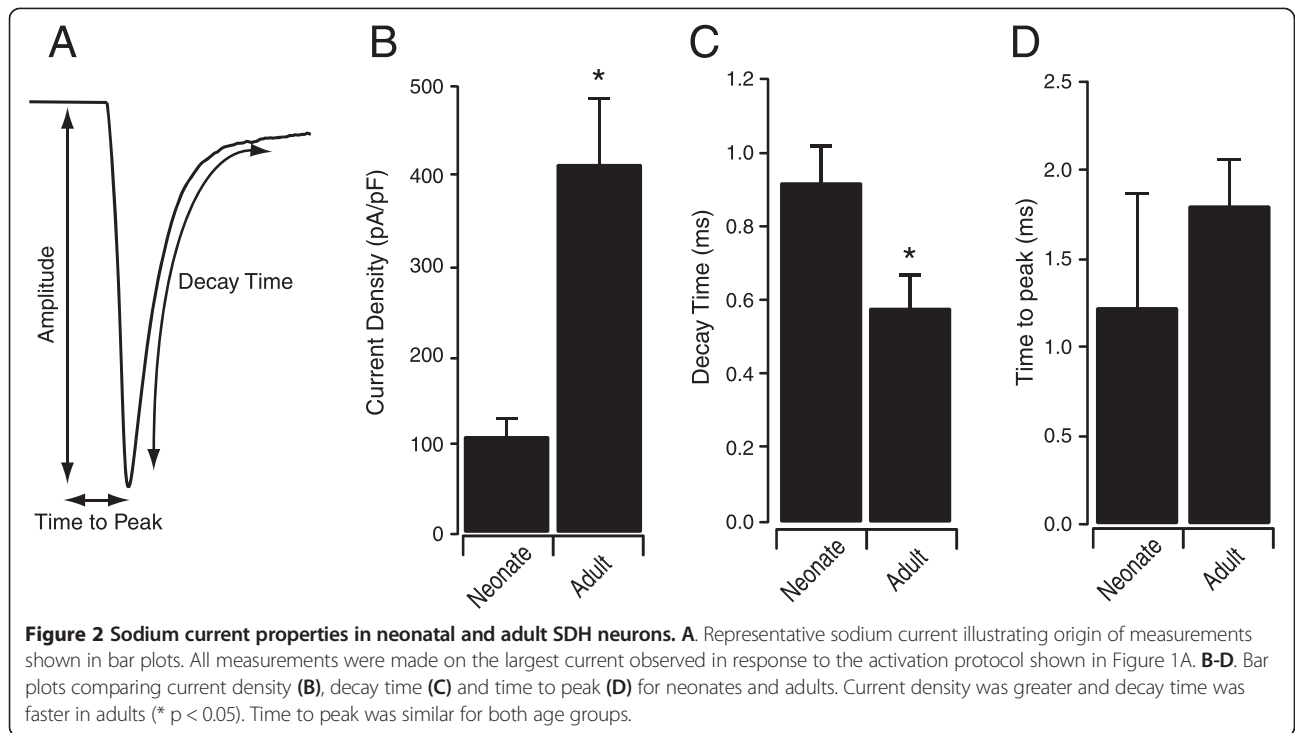 A
Amplitude
Decay Time
Time to Peak
B
Current Density (pA/pF)
500
400
300
200
100
0
*
Neonate
Adult
C
Decay Time (ms)
1.2
1.0
0.8
0.6
0.4
0.2
0.0
*
Neonate
Adult
D
Time to peak (ms)
2.5
2.0
1.5
1.0
0.5
0.0
Neonate
Adult
Figure 2 Sodium current properties in neonatal and adult SDH neurons. A. Representative sodium current illustrating origin of measurements
shown in bar plots. All measurements were made on the largest current observed in response to the activation protocol shown in Figure 1A. B-D. Bar
plots comparing current density (B), decay time (C) and time to peak (D) for neonates and adults. Current density was greater and decay time was
faster in adults (* p < 0.05). Time to peak was similar for both age groups.